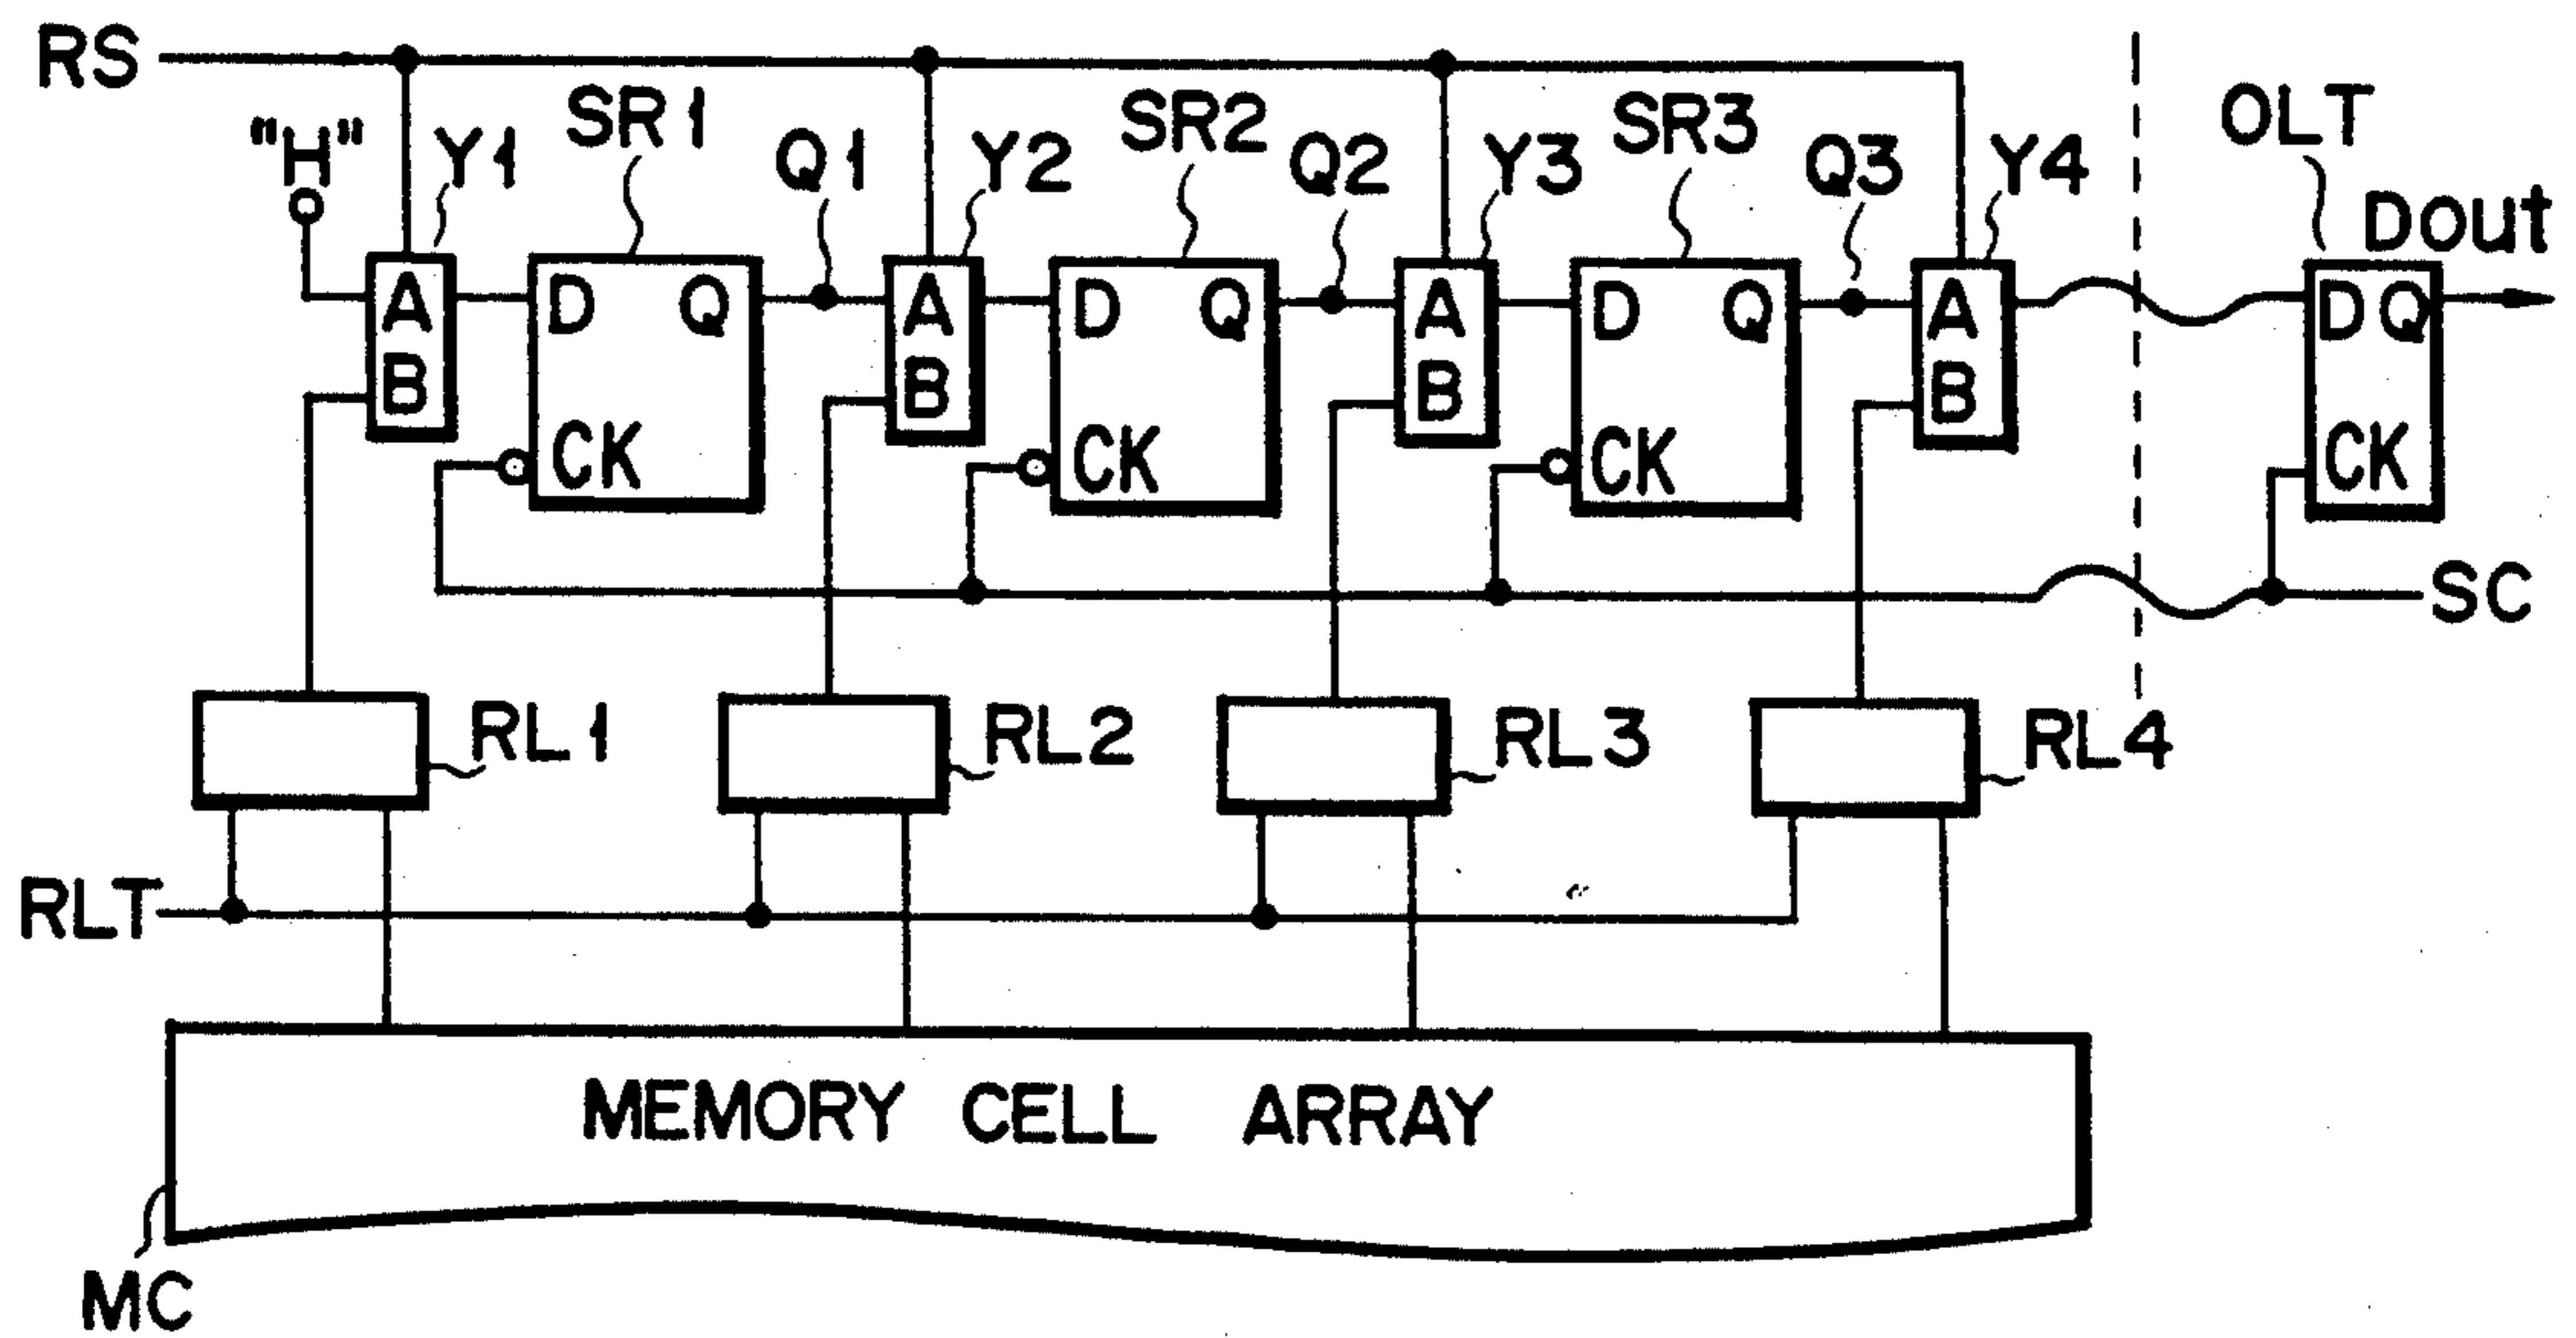 RS
"H"
Y1
SR1
Q1
Y2
SR2
Q2
Y3
SR3
Q3
Y4
OLT
Dout
A
B
D Q
CK
A
B
D Q
CK
A
B
D Q
CK
A
B
D Q
CK
SC
RL1
RL2
RL3
RL4
RLT
MEMORY CELL ARRAY
MC